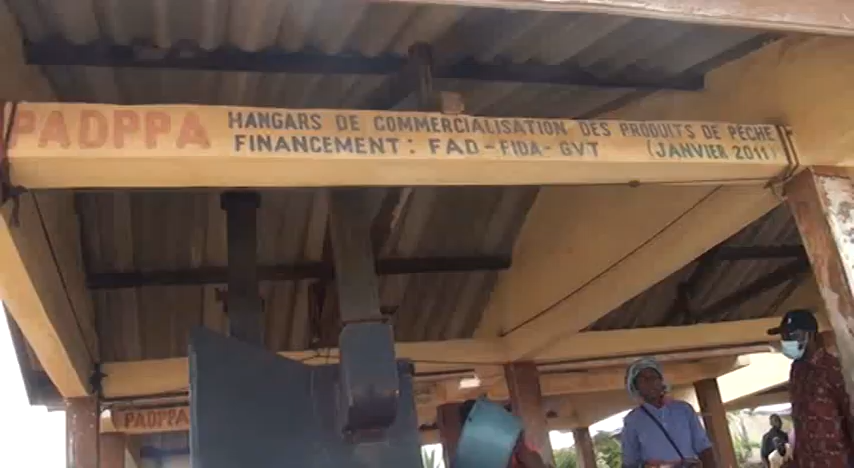 PADPPA
HANGARS DE COMMERCIALISATION DES PRODUITS DE PECHE
FINANCEMENT : FAD-FIDA-GVT (JANVIER 2011)
PADPPA